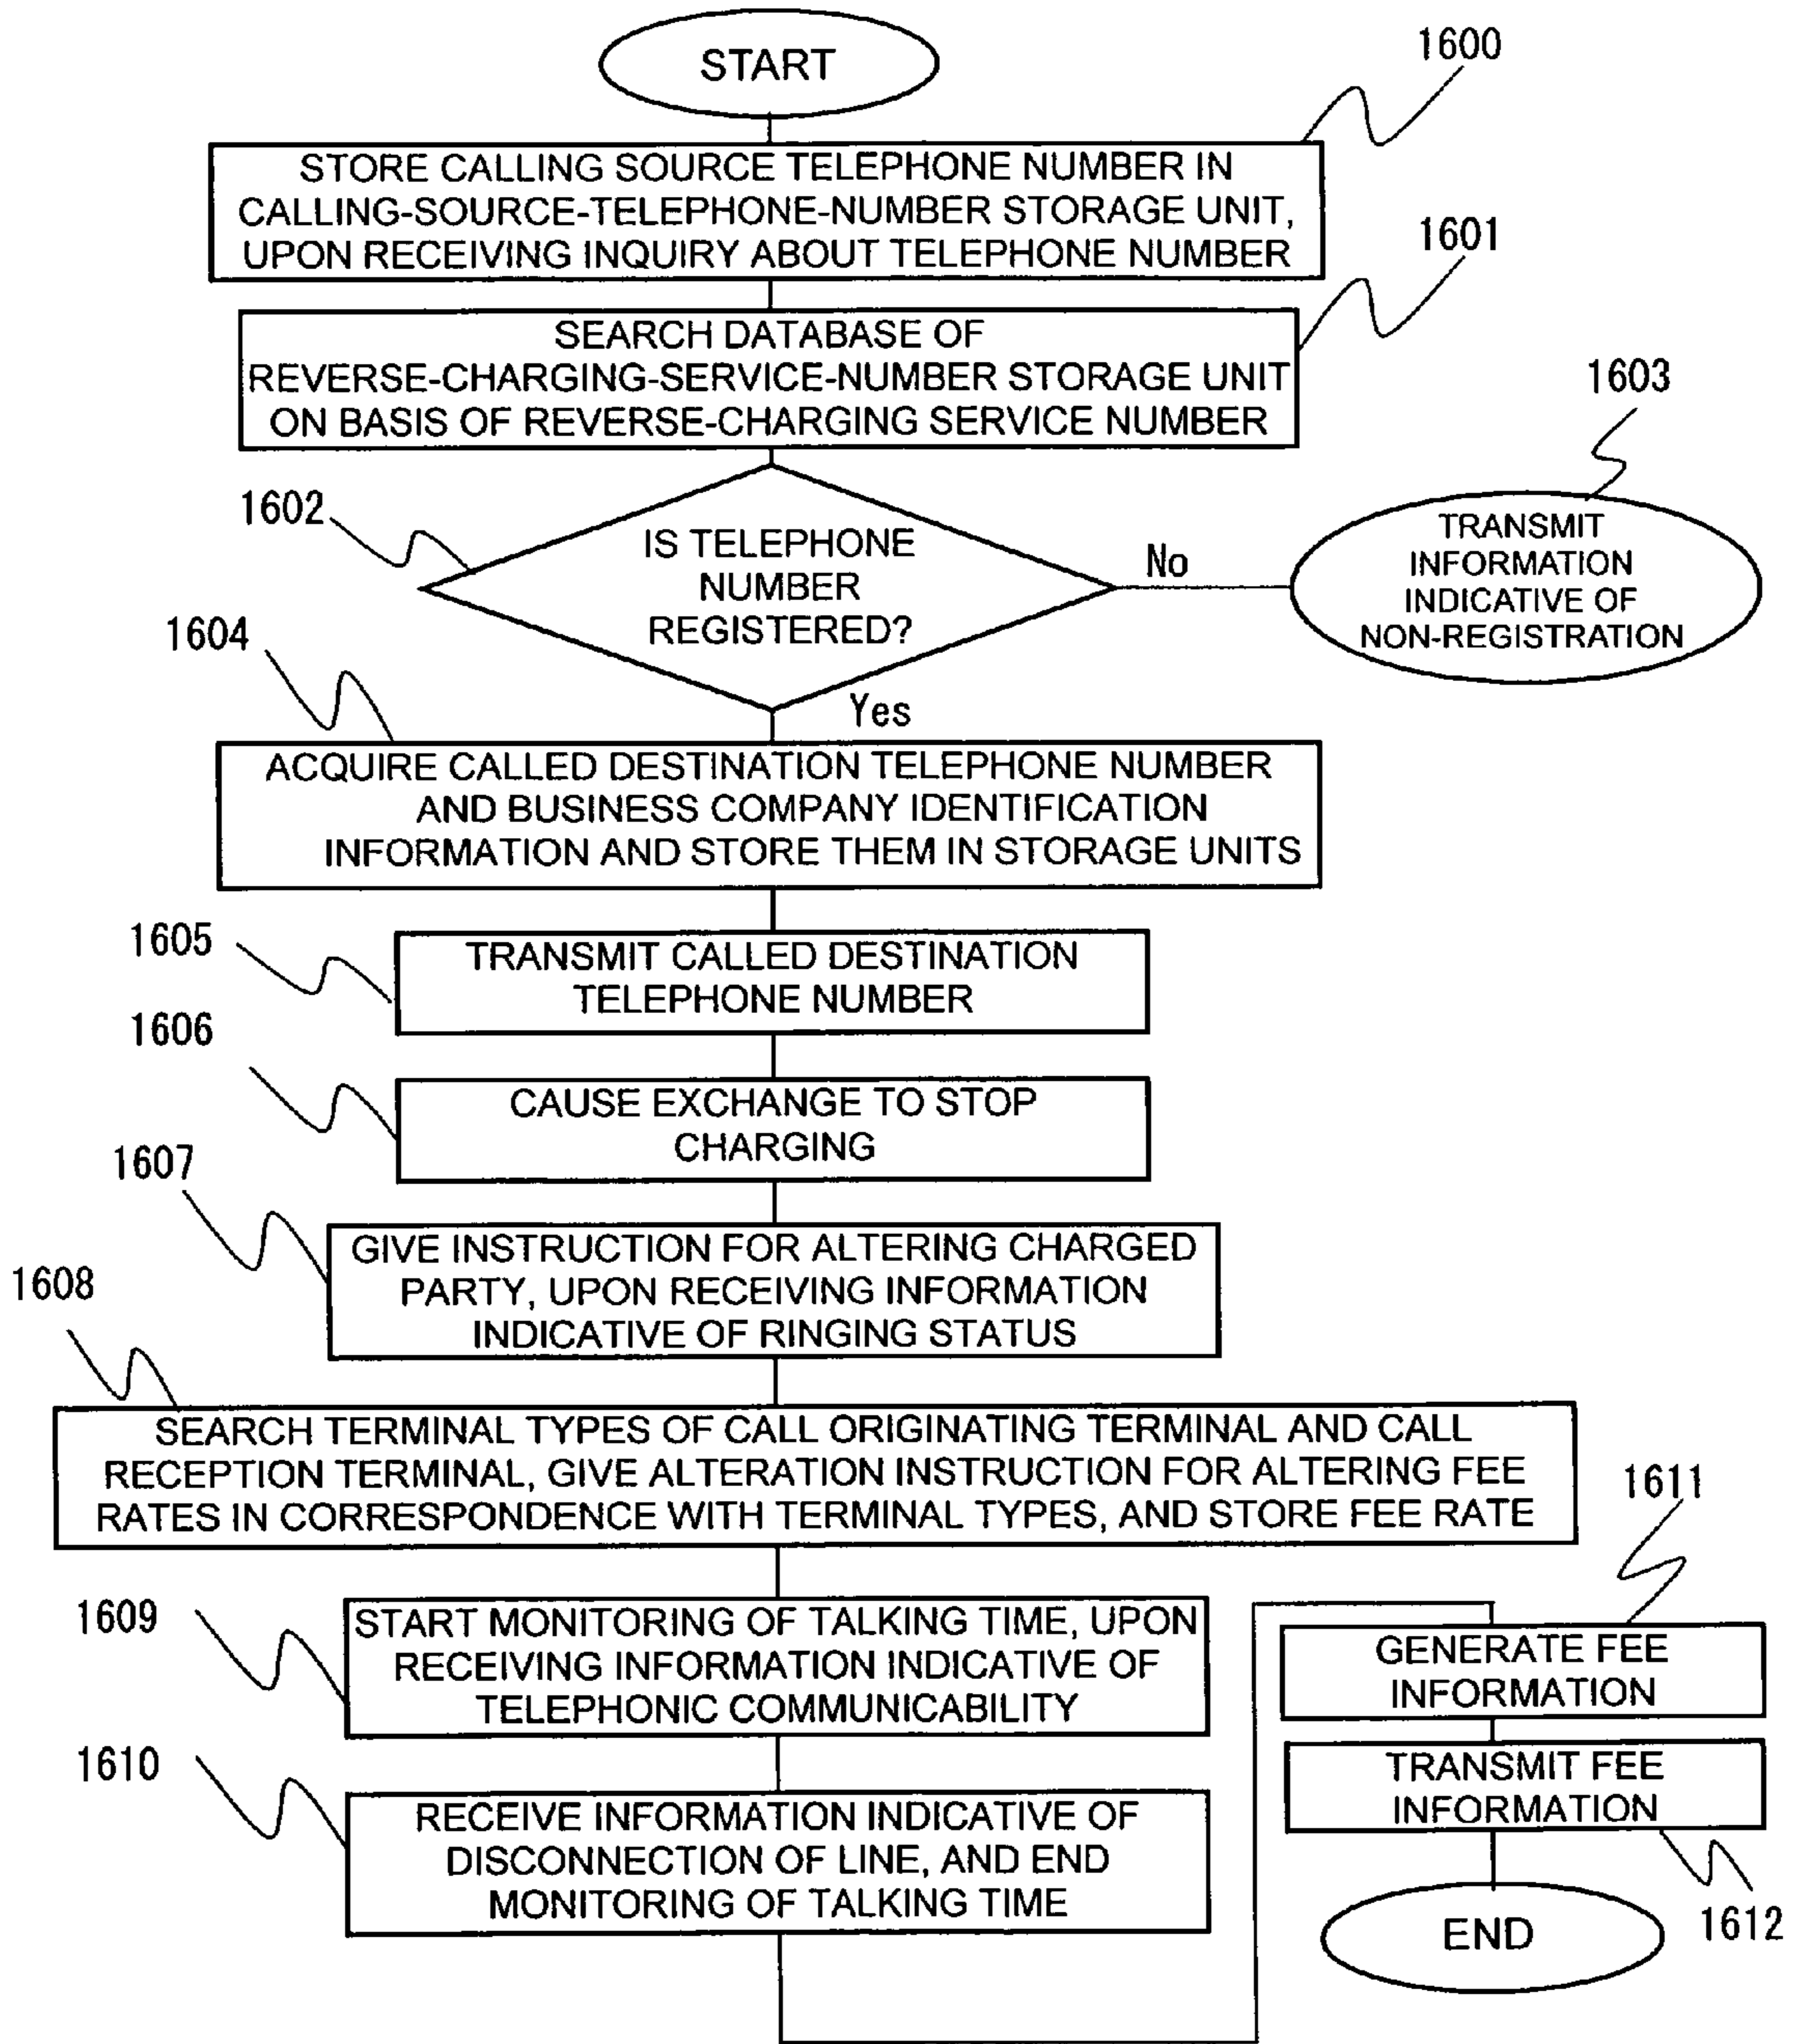 START
1600
STORE CALLING SOURCE TELEPHONE NUMBER IN
CALLING-SOURCE-TELEPHONE-NUMBER STORAGE UNIT,
UPON RECEIVING INQUIRY ABOUT TELEPHONE NUMBER
1601
SEARCH DATABASE OF
REVERSE-CHARGING-SERVICE-NUMBER STORAGE UNIT
ON BASIS OF REVERSE-CHARGING SERVICE NUMBER
1602
IS TELEPHONE
NUMBER
REGISTERED?
No
1603
TRANSMIT
INFORMATION
INDICATIVE OF
NON-REGISTRATION
Yes
1604
ACQUIRE CALLED DESTINATION TELEPHONE NUMBER
AND BUSINESS COMPANY IDENTIFICATION
INFORMATION AND STORE THEM IN STORAGE UNITS
1605
TRANSMIT CALLED DESTINATION
TELEPHONE NUMBER
1606
CAUSE EXCHANGE TO STOP
CHARGING
1607
GIVE INSTRUCTION FOR ALTERING CHARGED
PARTY, UPON RECEIVING INFORMATION
INDICATIVE OF RINGING STATUS
1608
SEARCH TERMINAL TYPES OF CALL ORIGINATING TERMINAL AND CALL
RECEPTION TERMINAL, GIVE ALTERATION INSTRUCTION FOR ALTERING FEE
RATES IN CORRESPONDENCE WITH TERMINAL TYPES, AND STORE FEE RATE
1609
START MONITORING OF TALKING TIME, UPON
RECEIVING INFORMATION INDICATIVE OF
TELEPHONIC COMMUNICABILITY
1610
RECEIVE INFORMATION INDICATIVE OF
DISCONNECTION OF LINE, AND END
MONITORING OF TALKING TIME
1611
GENERATE FEE
INFORMATION
TRANSMIT FEE
INFORMATION
1612
END